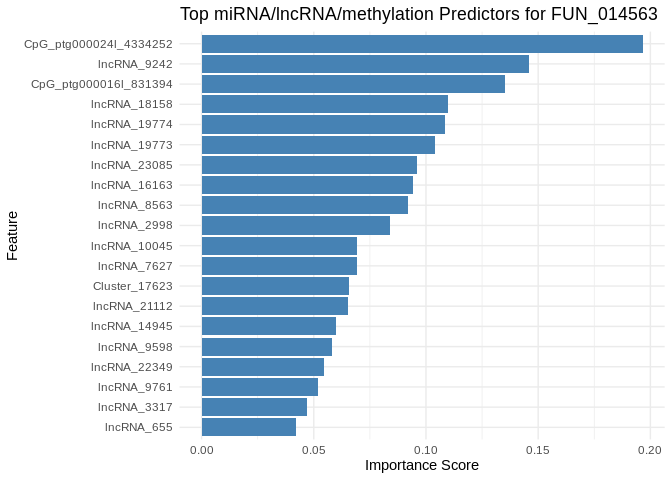 Top miRNA/lncRNA/methylation Predictors for FUN_014563
Feature
CpG_ptg000024l_4334252
lncRNA_9242
CpG_ptg000016l_831394
lncRNA_18158
lncRNA_19774
lncRNA_19773
lncRNA_23085
lncRNA_16163
lncRNA_8563
lncRNA_2998
lncRNA_10045
lncRNA_7627
Cluster_17623
lncRNA_21112
lncRNA_14945
lncRNA_9598
lncRNA_22349
lncRNA_9761
lncRNA_3317
lncRNA_655
0.00 0.05 0.10 0.15 0.20
Importance Score